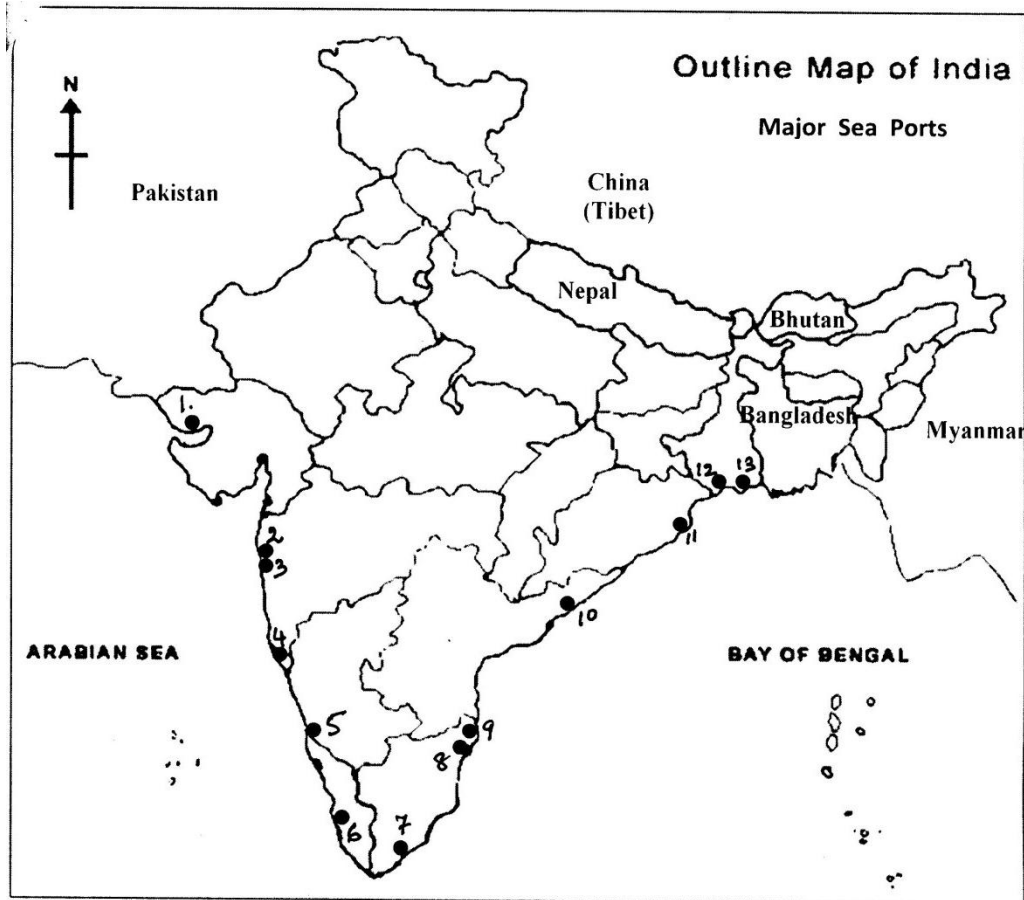 Outline Map of India
Major Sea Ports
N
Pakistan
China
(Tibet)
Nepal
Bhutan
Bangladesh
Myanmar
1.
12
13
11
2
3
10
4
ARABIAN SEA
BAY OF BENGAL
5
9
8
6
7